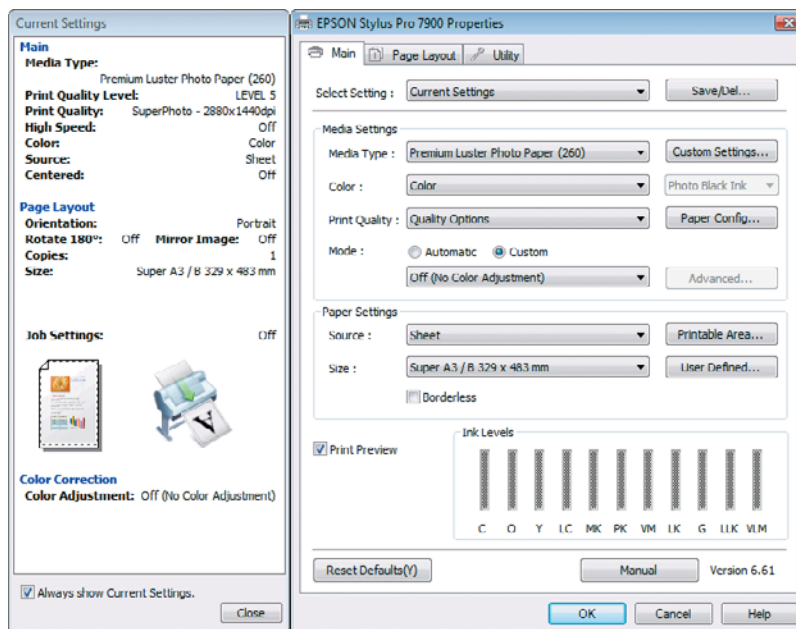 Current Settings
Main
Media Type:
Premium Luster Photo Paper (260)
Print Quality Level: LEVEL 5
Print Quality: SuperPhoto - 2880x1440dpi
High Speed: Off
Color: Color
Source: Sheet
Centered: Off
Page Layout
Orientation: Portrait
Rotate 180°: Off Mirror Image: Off
Copies: 1
Size: Super A3 / B 329 x 483 mm
Job Settings: Off
A
Color Correction
Color Adjustment: Off (No Color Adjustment)
Always show Current Settings.
Close
EPSON Stylus Pro 7900 Properties
Main Page Layout Utility
Select Setting : Current Settings Save/Del...
Media Settings
Media Type : Premium Luster Photo Paper (260) Custom Settings...
Color : Color Photo Black Ink
Print Quality : Quality Options Paper Config...
Mode : Automatic Custom
Off (No Color Adjustment) Advanced...
Paper Settings
Source : Sheet Printable Area...
Size : Super A3 / B 329 x 483 mm User Defined...
Borderless
Print Preview
Ink Levels
C O Y LC MK PK VM LK G LLK VLM
Reset Defaults(Y) Manual Version 6.61
OK Cancel Help